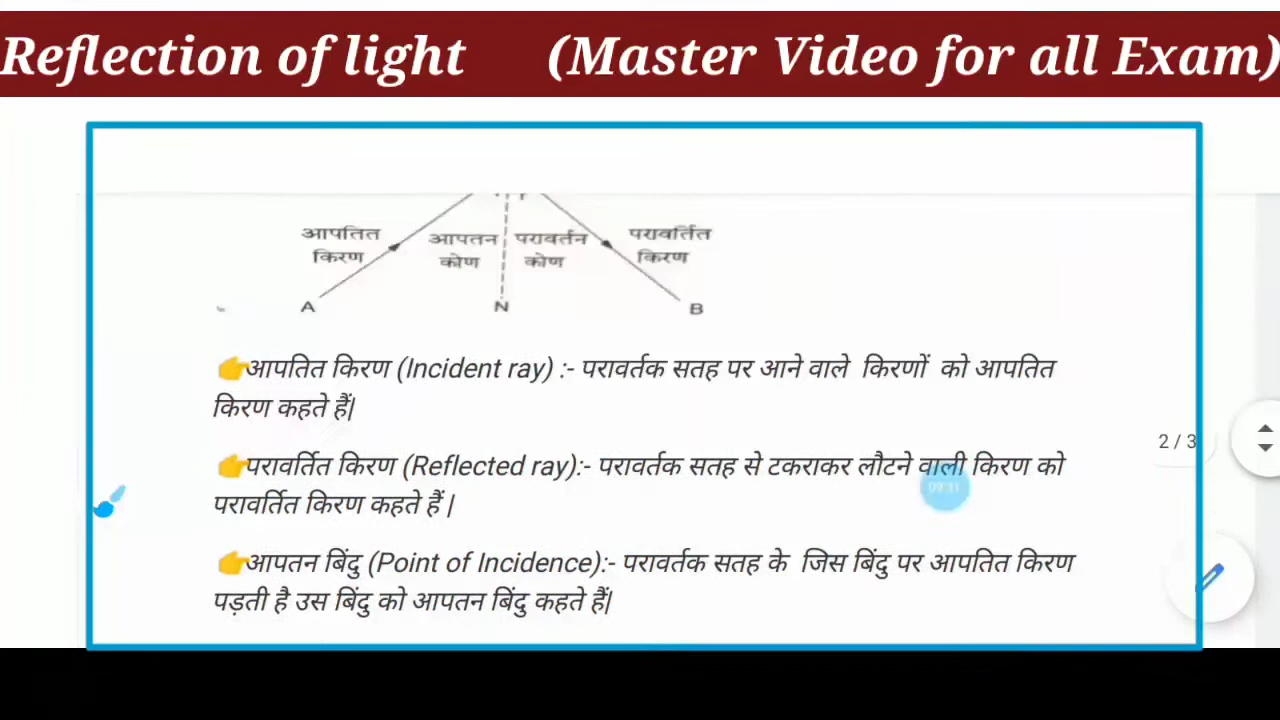 Reflection of light (Master Video for all Exam)
आपतित आपतन परावर्तन परावर्तित
किरण कोण कोण किरण
A N B
👉आपतित किरण (Incident ray) :- परावर्तक सतह पर आने वाले किरणों को आपतित
किरण कहते हैं|
2 / 3
👉परावर्तित किरण (Reflected ray):- परावर्तक सतह से टकराकर लौटने वाली किरण को
09:31
परावर्तित किरण कहते हैं |
👉आपतन बिंदु (Point of Incidence):- परावर्तक सतह के जिस बिंदु पर आपतित किरण
पड़ती है उस बिंदु को आपतन बिंदु कहते हैं|